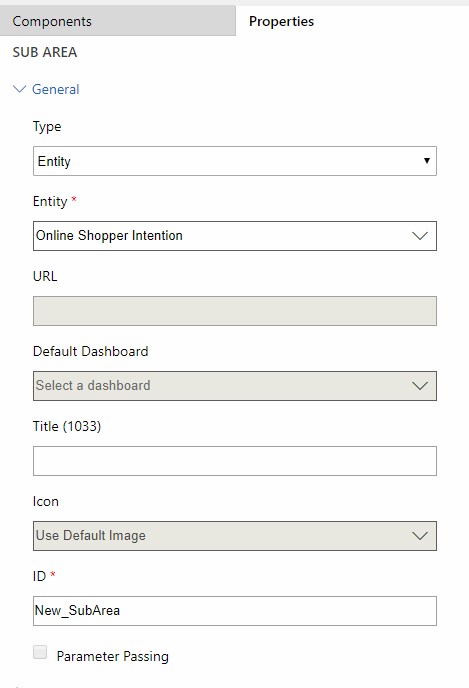 Components
Properties
SUB AREA
General
Type
Entity
Entity *
Online Shopper Intention
URL
Default Dashboard
Select a dashboard
Title (1033)
Icon
Use Default Image
ID *
New_SubArea
Parameter Passing